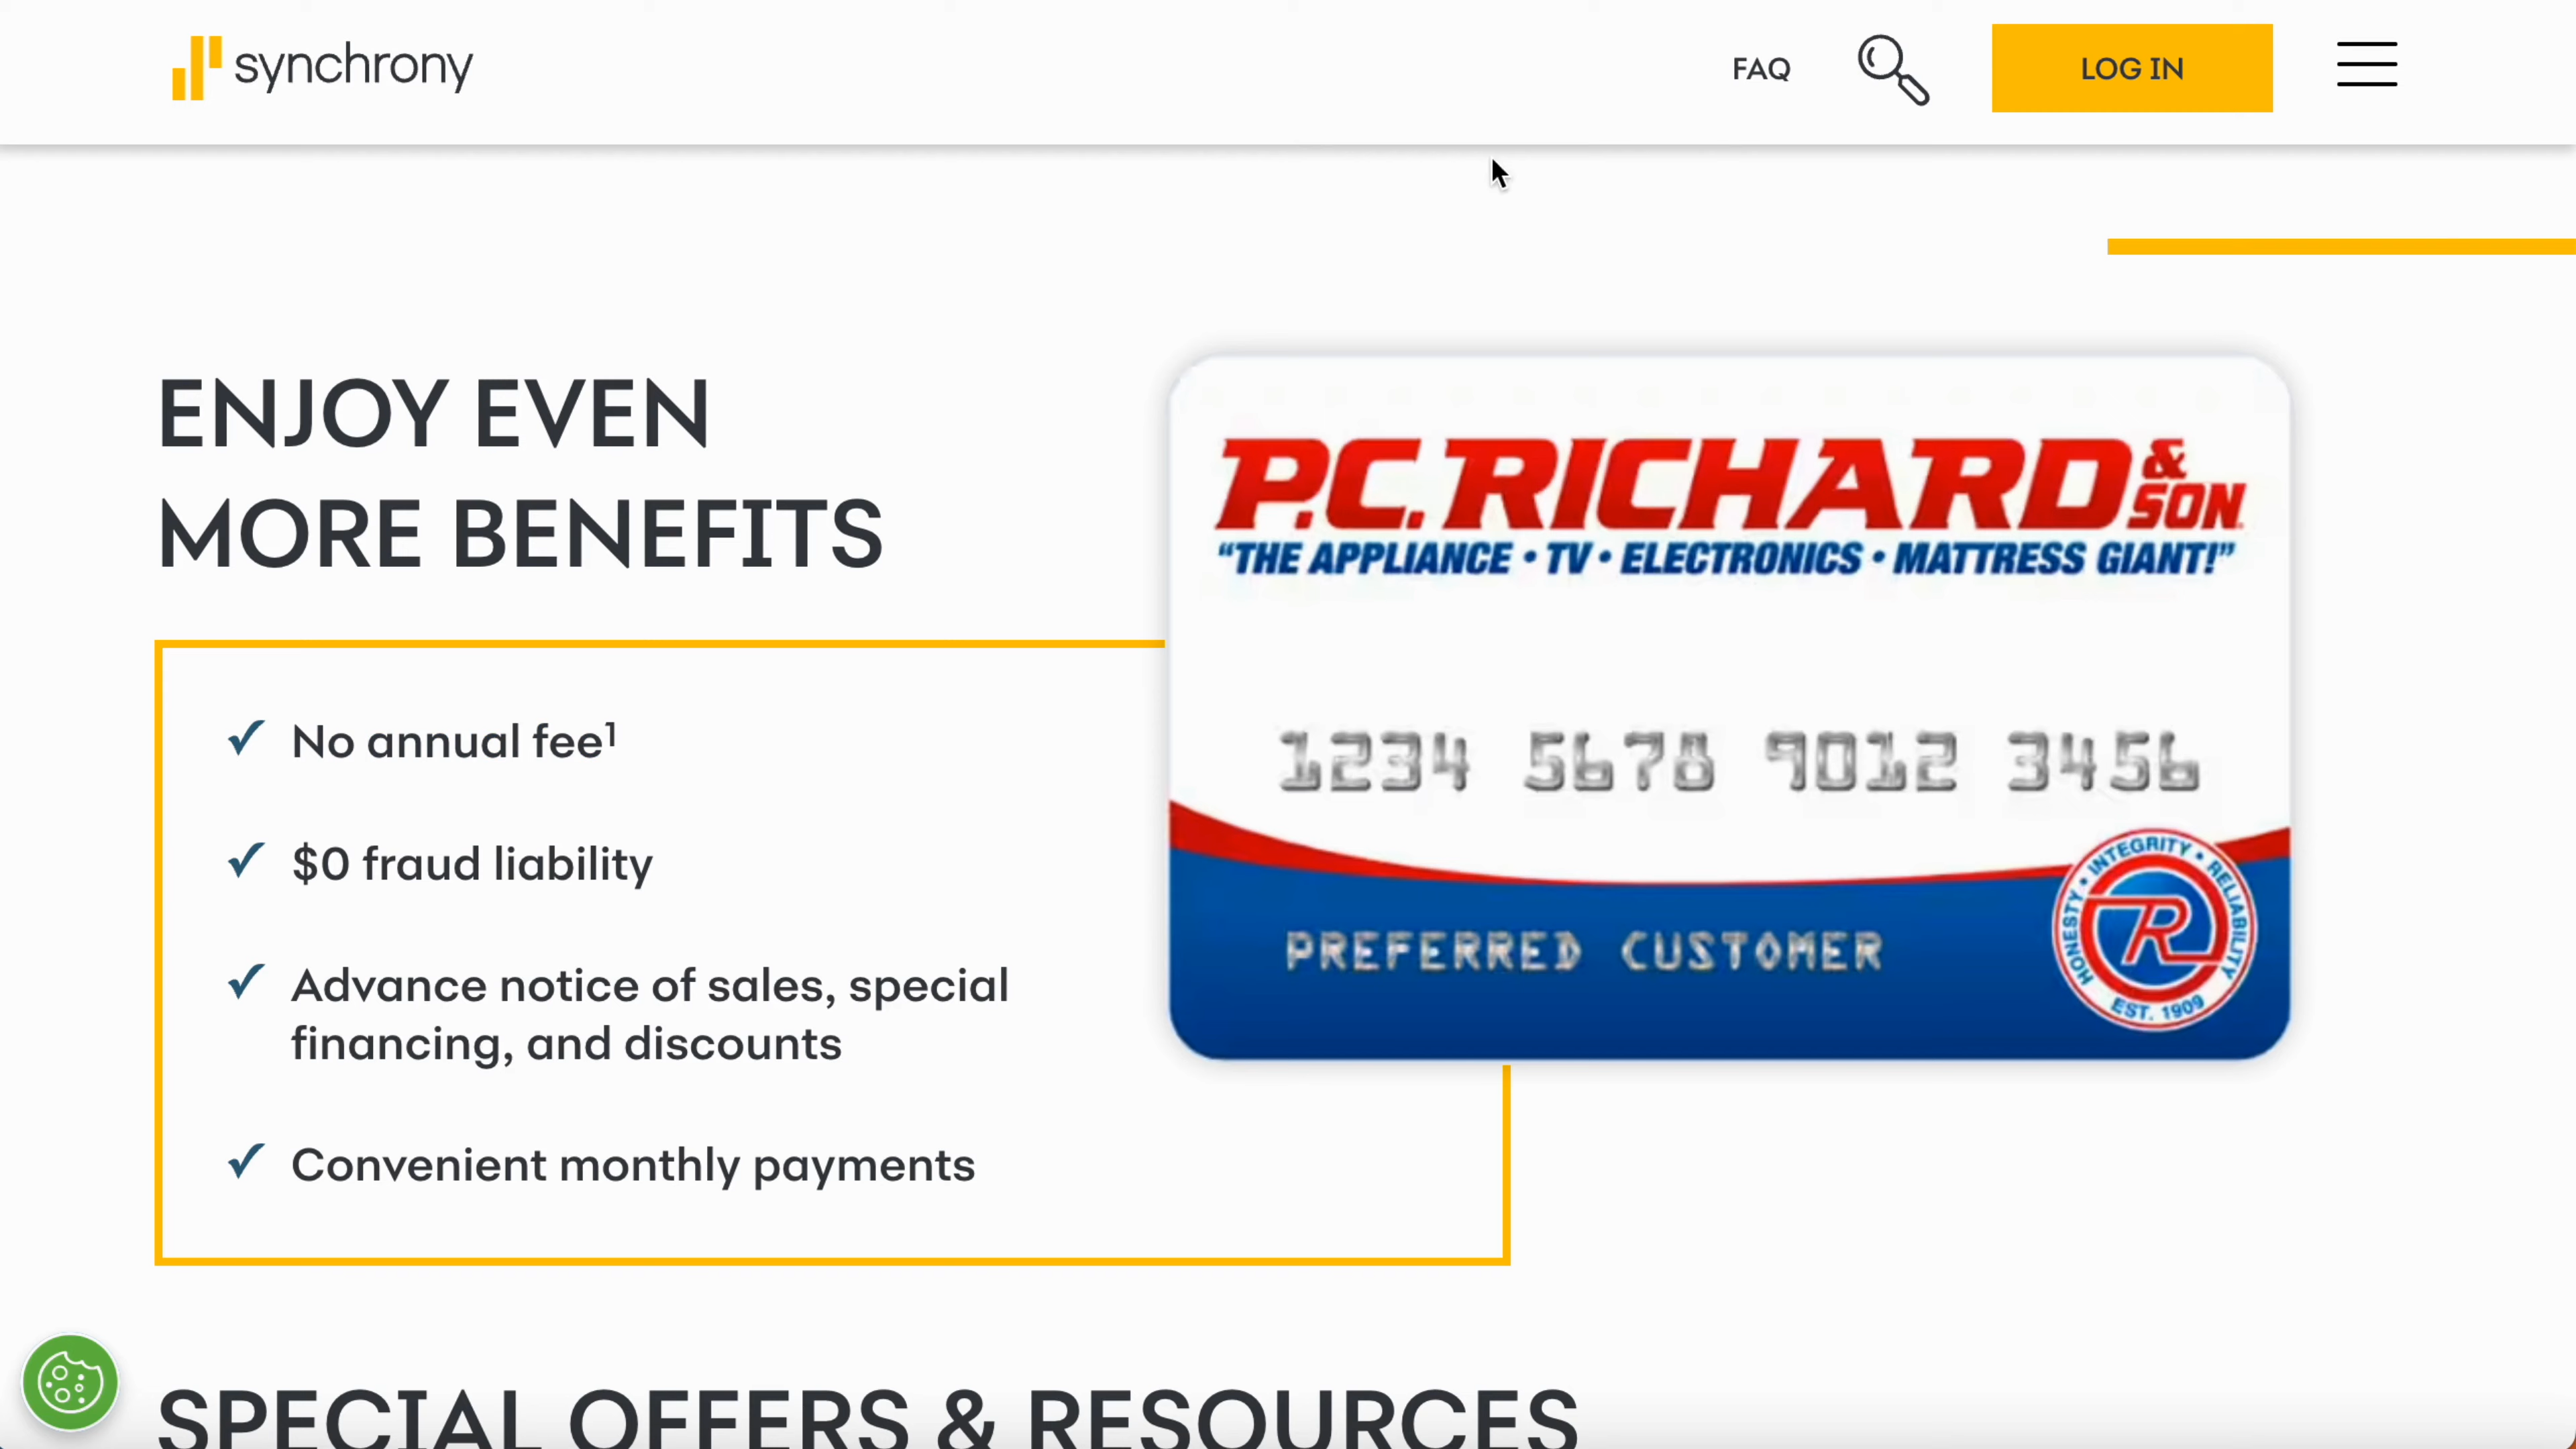 synchrony
FAQ
LOG IN
ENJOY EVEN
MORE BENEFITS
No annual fee¹
$0 fraud liability
Advance notice of sales, special
financing, and discounts
Convenient monthly payments
P.C. RICHARD & SON
“THE APPLIANCE • TV • ELECTRONICS • MATTRESS GIANT!”
1234 5678 9012 3456
PREFERRED CUSTOMER
HONESTY • INTEGRITY • RELIABILITY
R
EST. 1909
SPECIAL OFFERS & RESOURCES